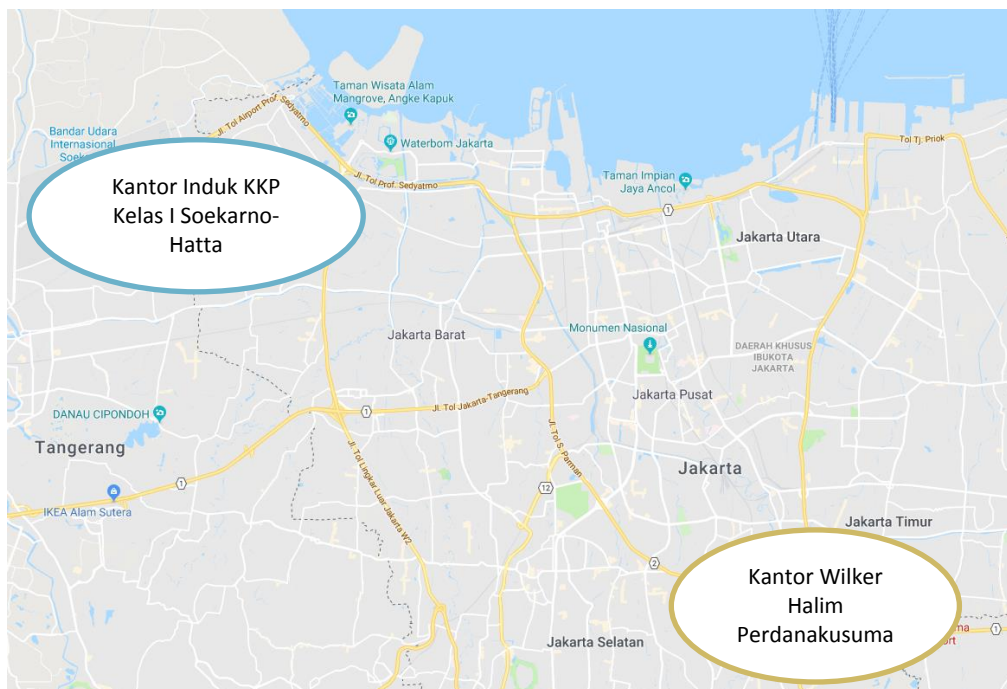 Taman Wisata Alam
Mangrove, Angke Kapuk
Jl. Tol Airport Prof. Sedyatmo
Bandar Udara
Internasional
Waterbom Jakarta
Tol Tj. Priok
Jl. Tol Prof. Sedyatmo
Taman Impian
Jaya Ancol
Kantor Induk KKP
Kelas I Soekarno-
Hatta
1
Jakarta Utara
Jakarta Barat
Monumen Nasional
DAERAH KHUSUS
IBUKOTA
JAKARTA
Jakarta Pusat
Jl. Tol Jakarta-Tangerang
1
DANAU CIPONDOH
Tangerang
Jl. Tol S. Parman
Jl. Tol Lingkar Luar Jakarta W2
Jakarta
1
12
IKEA Alam Sutera
Jakarta Timur
2
Kantor Wilker
Halim
Perdanakusuma
1
Jakarta Selatan